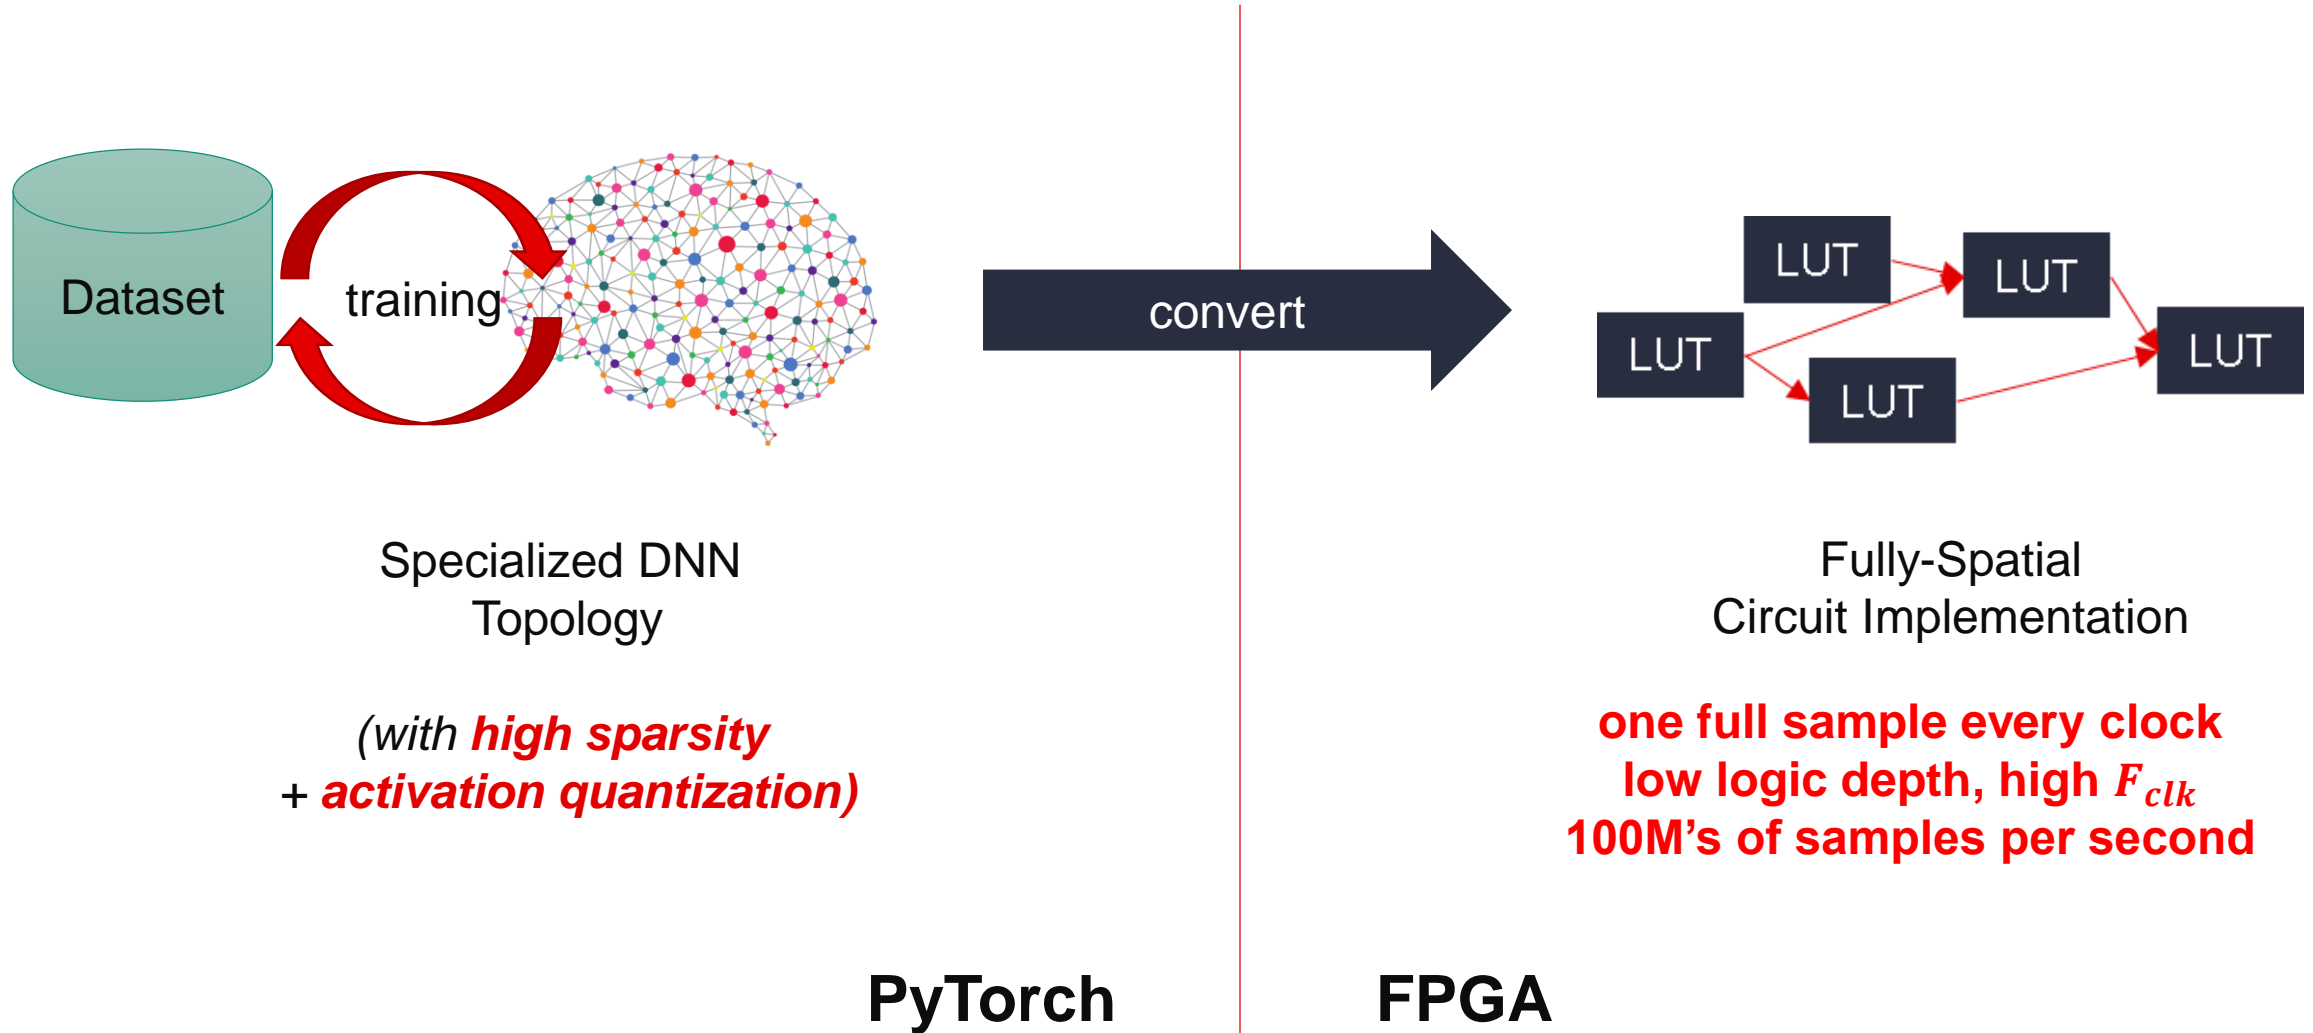 Dataset
training
convert
LUT
LUT
LUT
LUT
LUT
Specialized DNN
Topology
(with high sparsity
+ activation quantization)
Fully-Spatial
Circuit Implementation
one full sample every clock
low logic depth, high F_clk
100M’s of samples per second
PyTorch
FPGA